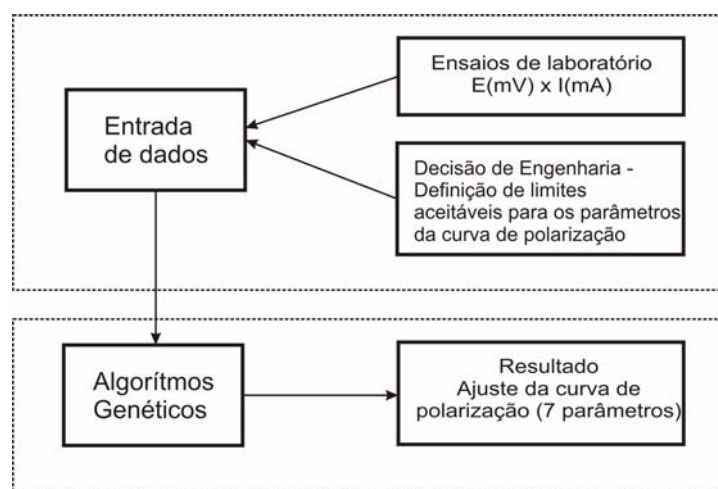 Ensaios de laboratório
E(mV) x I(mA)
Entrada
de dados
Decisão de Engenharia -
Definição de limites
aceitáveis para os parâmetros
da curva de polarização
Algorítmos
Genéticos
Resultado
Ajuste da curva de
polarização (7 parâmetros)